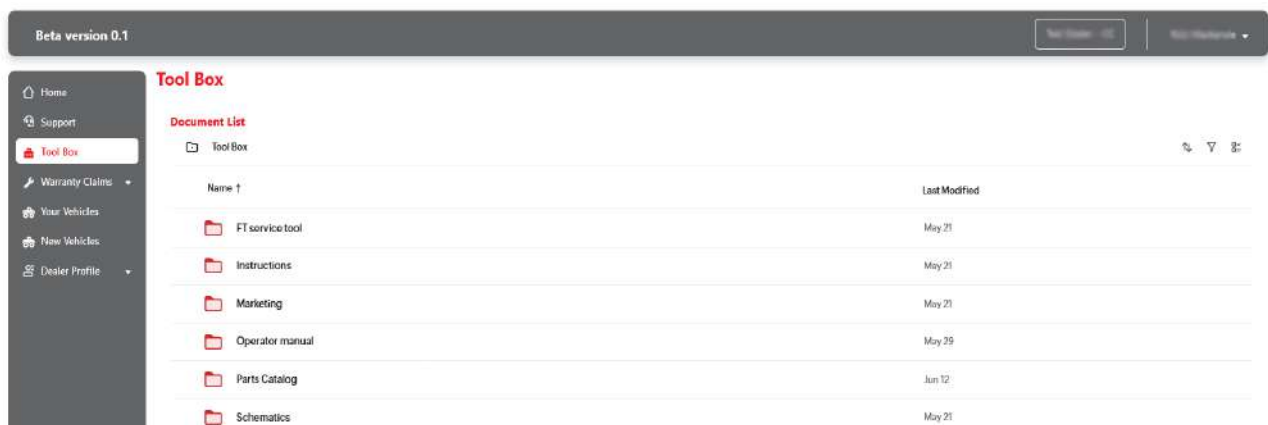 Beta version 0.1
Home
Support
Tool Box
Warranty Claims
Your Vehicles
New Vehicles
Dealer Profile
Tool Box
Document List
Tool Box
Name ↑ Last Modified
FT service tool May 21
Instructions May 21
Marketing May 21
Operator manual May 29
Parts Catalog Jun 12
Schematics May 21